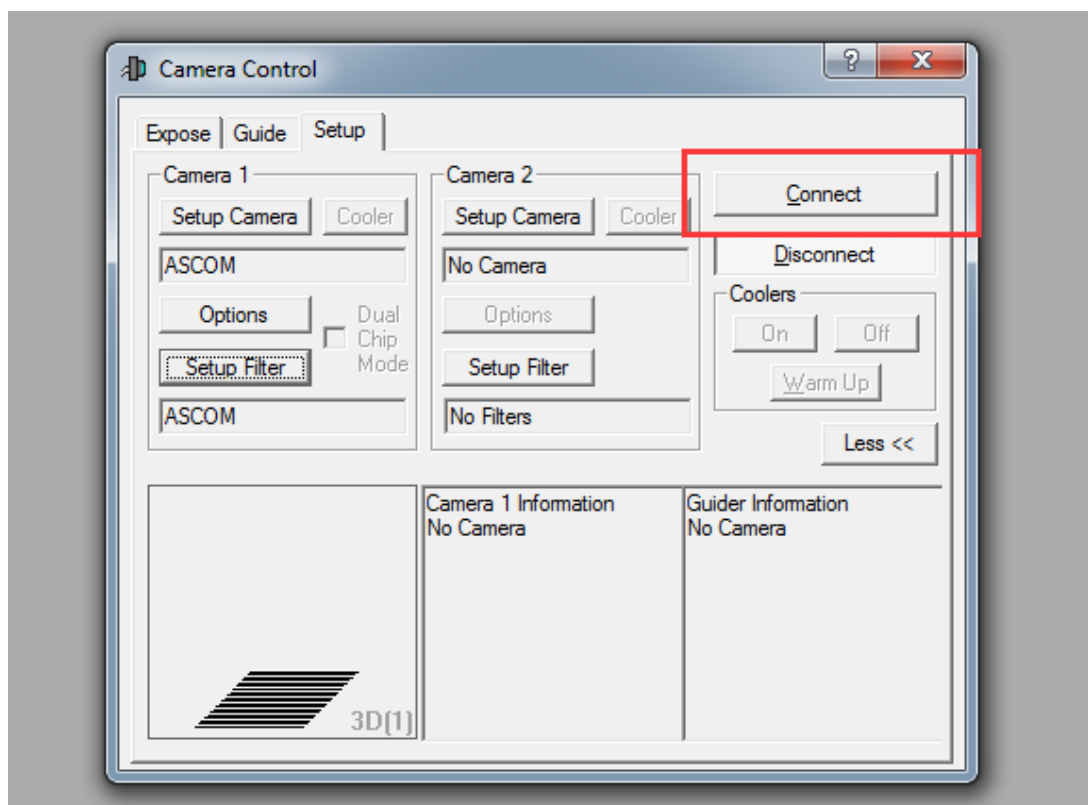 Camera Control
Expose Guide Setup
Camera 1
Setup Camera Cooler
ASCOM
Options
Dual
Chip
Mode
Setup Filter
ASCOM
Camera 2
Setup Camera Cooler
No Camera
Options
Setup Filter
No Filters
Connect
Disconnect
Coolers
On Off
Warm Up
Less <<
3D(1)
Camera 1 Information
No Camera
Guider Information
No Camera